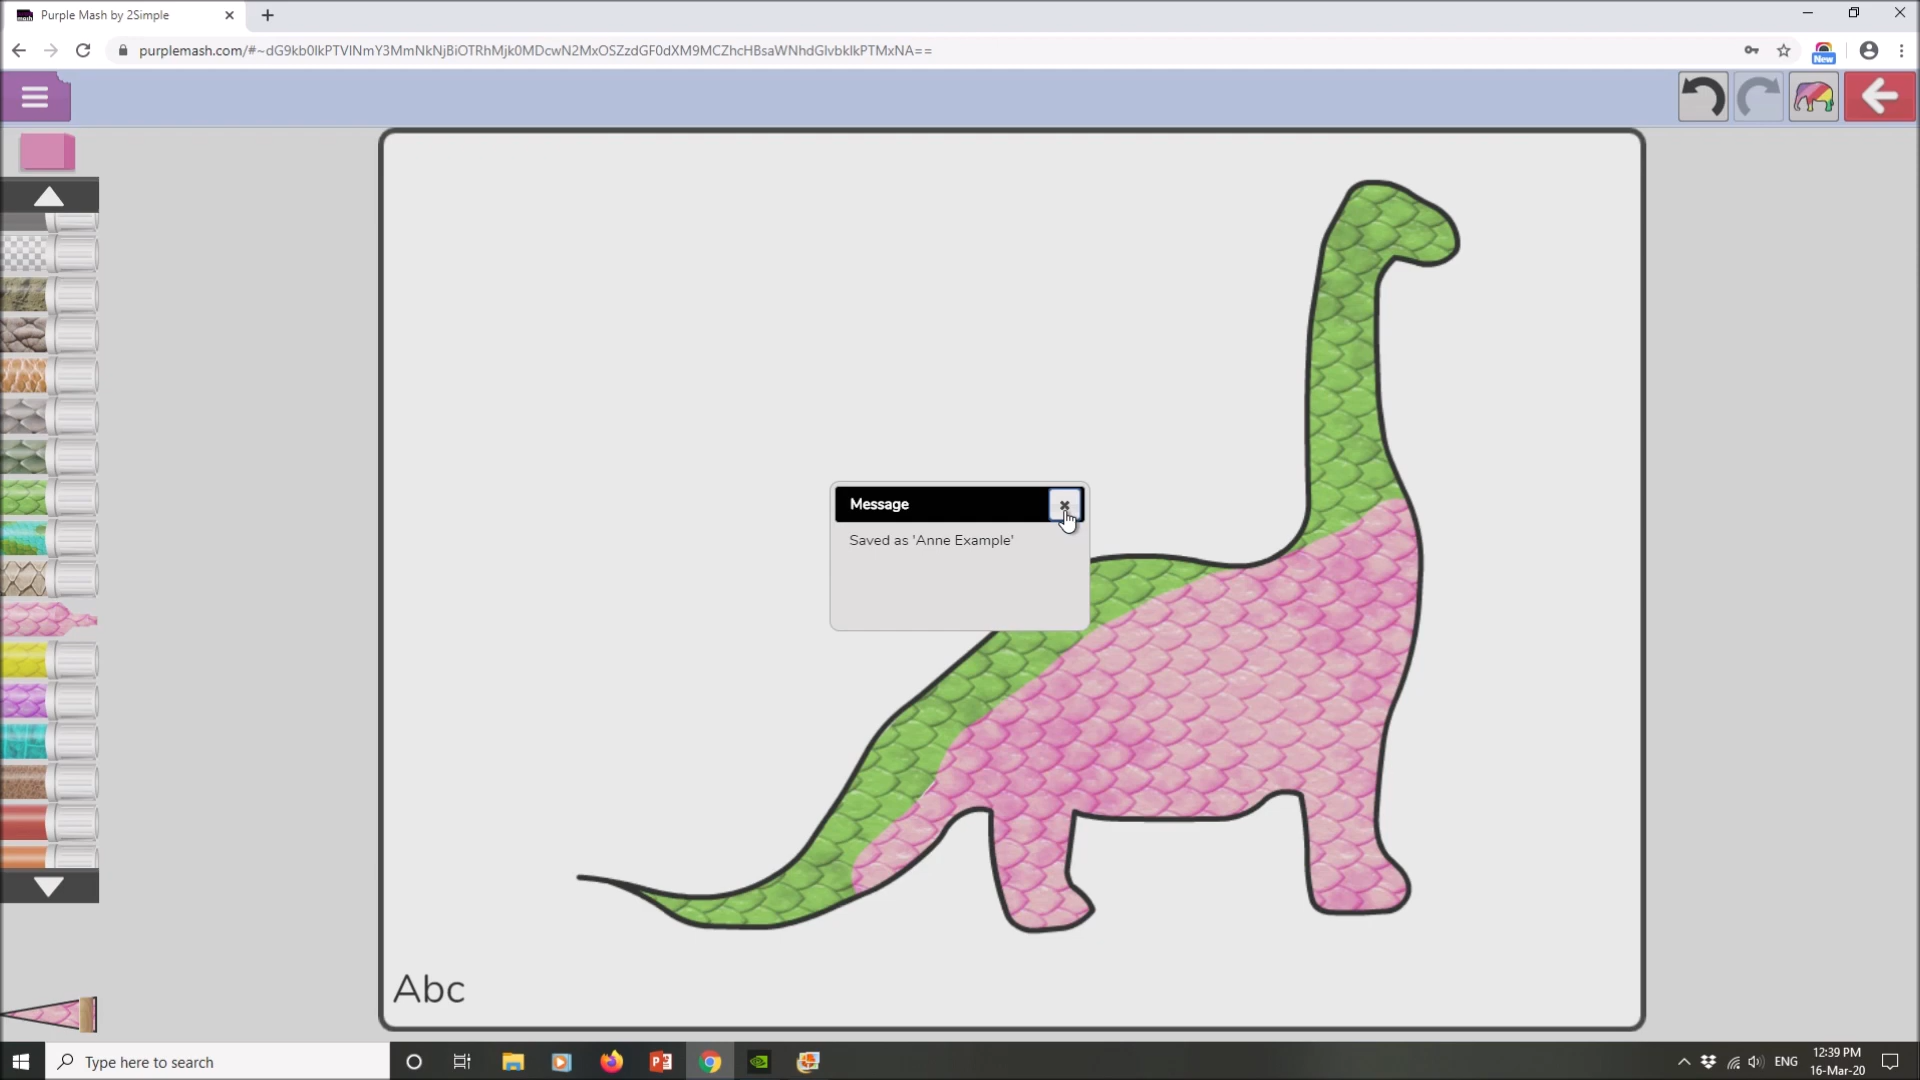 Purple Mash by 2Simple
purplemash.com/#~dG9kb0lkPTVlNmY3MmNkNjBiOTRhMjk0MDcwN2MxOSZzdGF0dXM9MCZhcHBsaWNhdGlvbklkPTMxNA==
New
Message
Saved as 'Anne Example'
Abc
Type here to search
ENG
12:39 PM
16-Mar-20